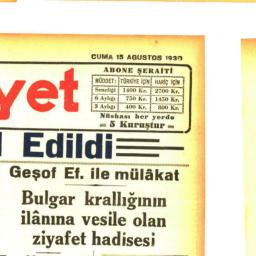 CUMA 15 AGUSTOS 1930
yet
ABONE ŞERAİTİ
MÜDDET: TÜRKİYE İÇİN HARİÇ İÇİN
Seneliği 1400 Kr. 2700 Kr.
6 Aylığı 750 Kr. 1450 Kr.
3 Aylığı 400 Kr. 800 Kr.
Nüshası her yerde
5 Kuruştur
Edildi
Geşof Ef. ile mülâkat
Bulgar krallığının
ilânına vesile olan
ziyafet hadisesi